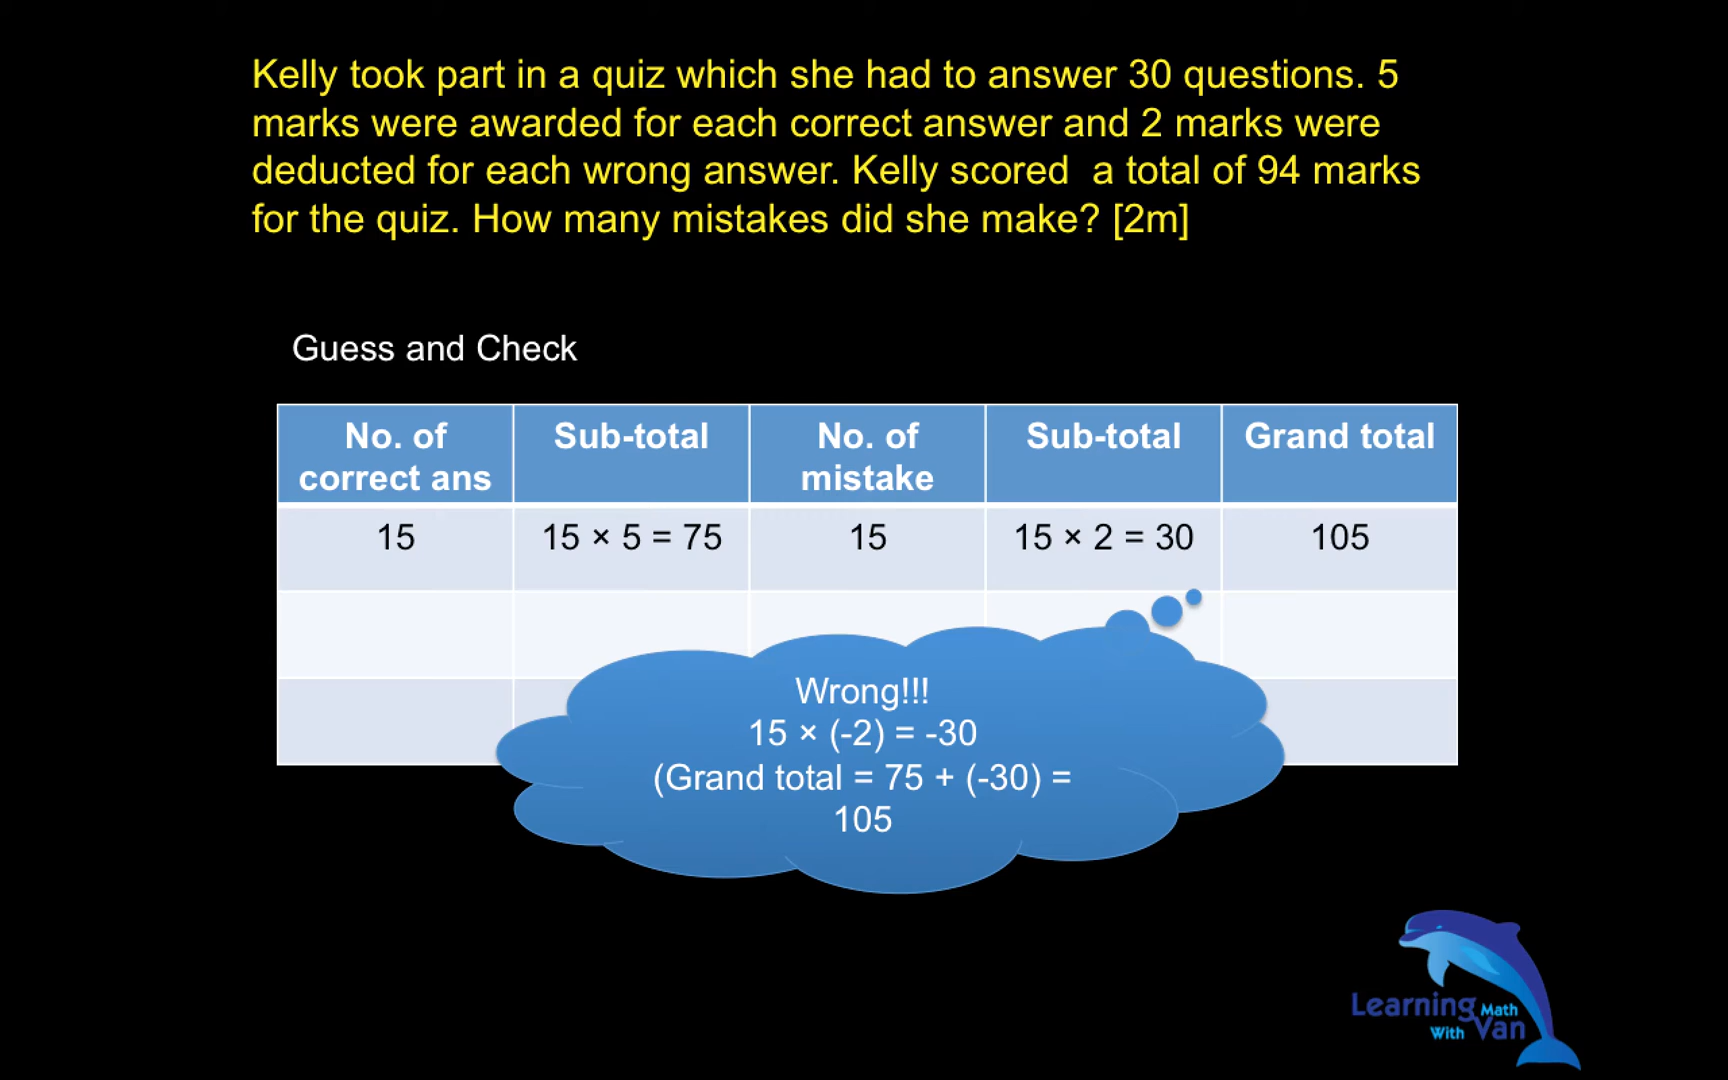 Kelly took part in a quiz which she had to answer 30 questions. 5
marks were awarded for each correct answer and 2 marks were
deducted for each wrong answer. Kelly scored  a total of 94 marks
for the quiz. How many mistakes did she make? [2m]
Guess and Check
No. of correct ans | Sub-total | No. of mistake | Sub-total | Grand total
15 | 15 × 5 = 75 | 15 | 15 × 2 = 30 | 105
Wrong!!!
15 × (-2) = -30
(Grand total = 75 + (-30) =
105
Learning Math
With Van